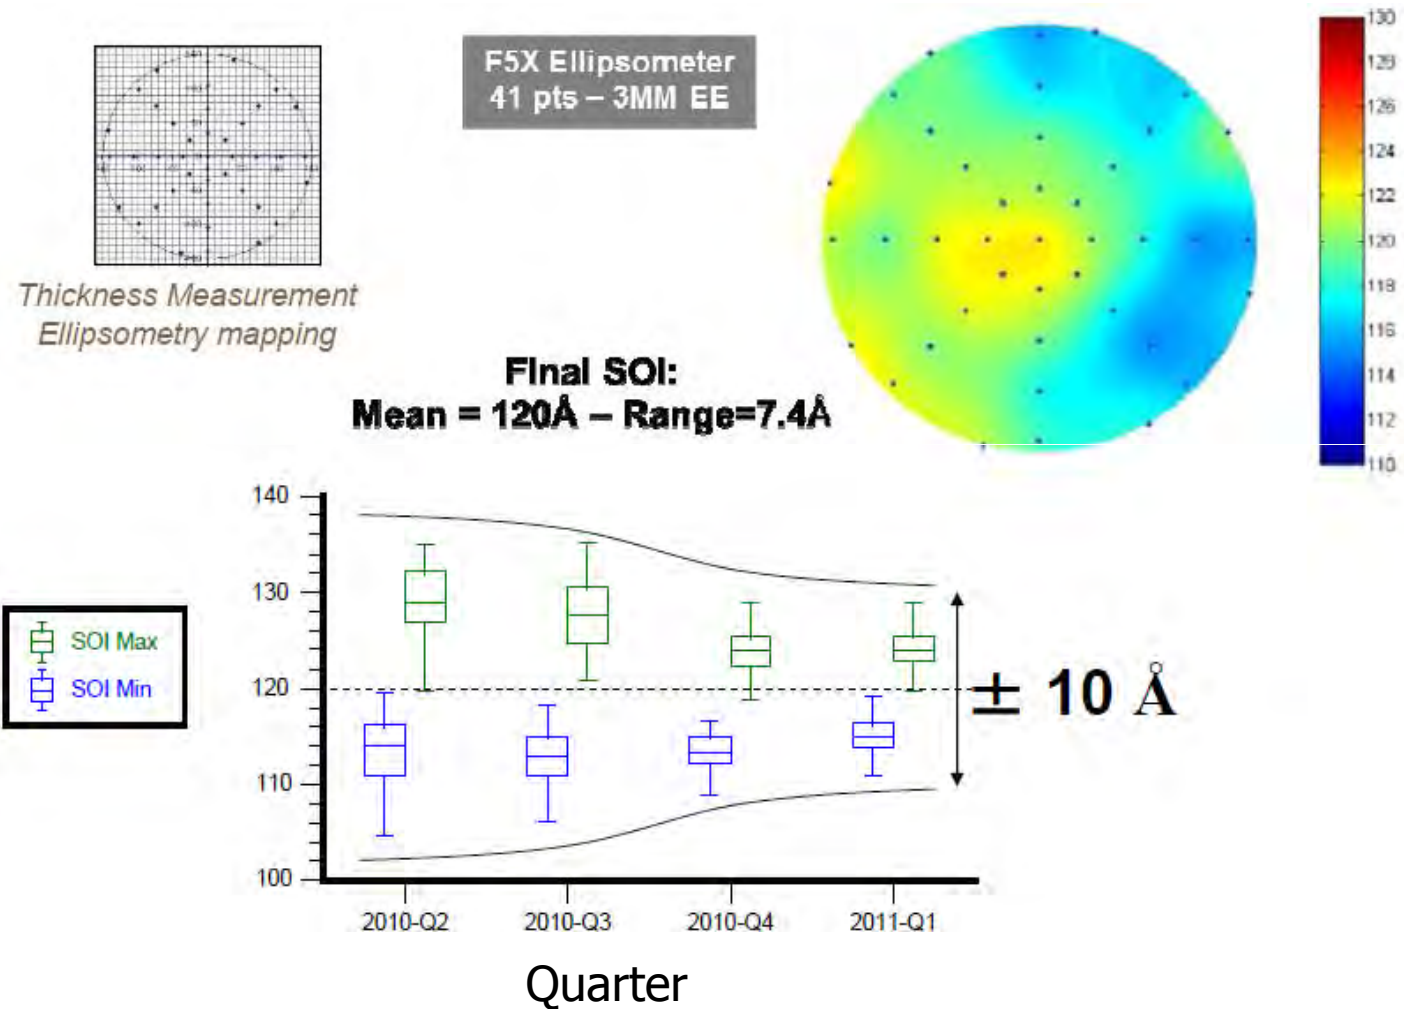 F5X Ellipsometer
41 pts – 3MM EE
Thickness Measurement
Ellipsometry mapping
Final SOI:
Mean = 120Å – Range=7.4Å
130
128
126
124
122
120
118
116
114
112
110
140
130
120
110
100
SOI Max
SOI Min
± 10 Å
2010-Q2
2010-Q3
2010-Q4
2011-Q1
Quarter